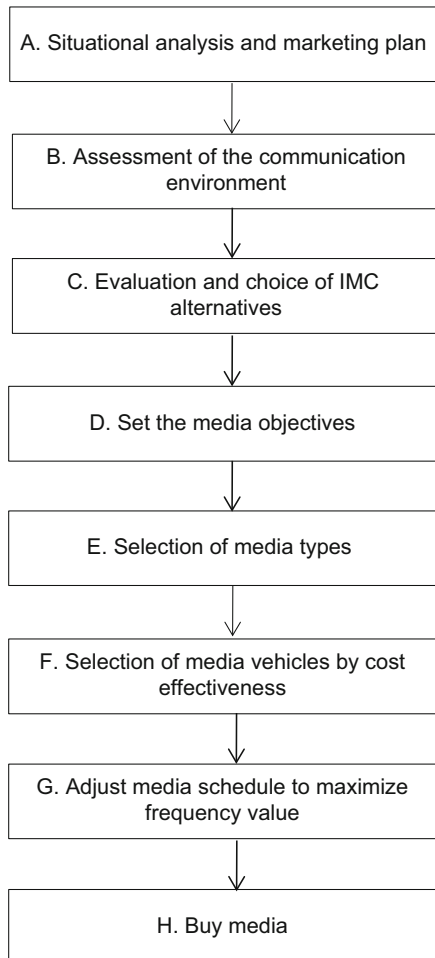 A. Situational analysis and marketing plan
B. Assessment of the communication
environment
C. Evaluation and choice of IMC
alternatives
D. Set the media objectives
E. Selection of media types
F. Selection of media vehicles by cost
effectiveness
G. Adjust media schedule to maximize
frequency value
H. Buy media